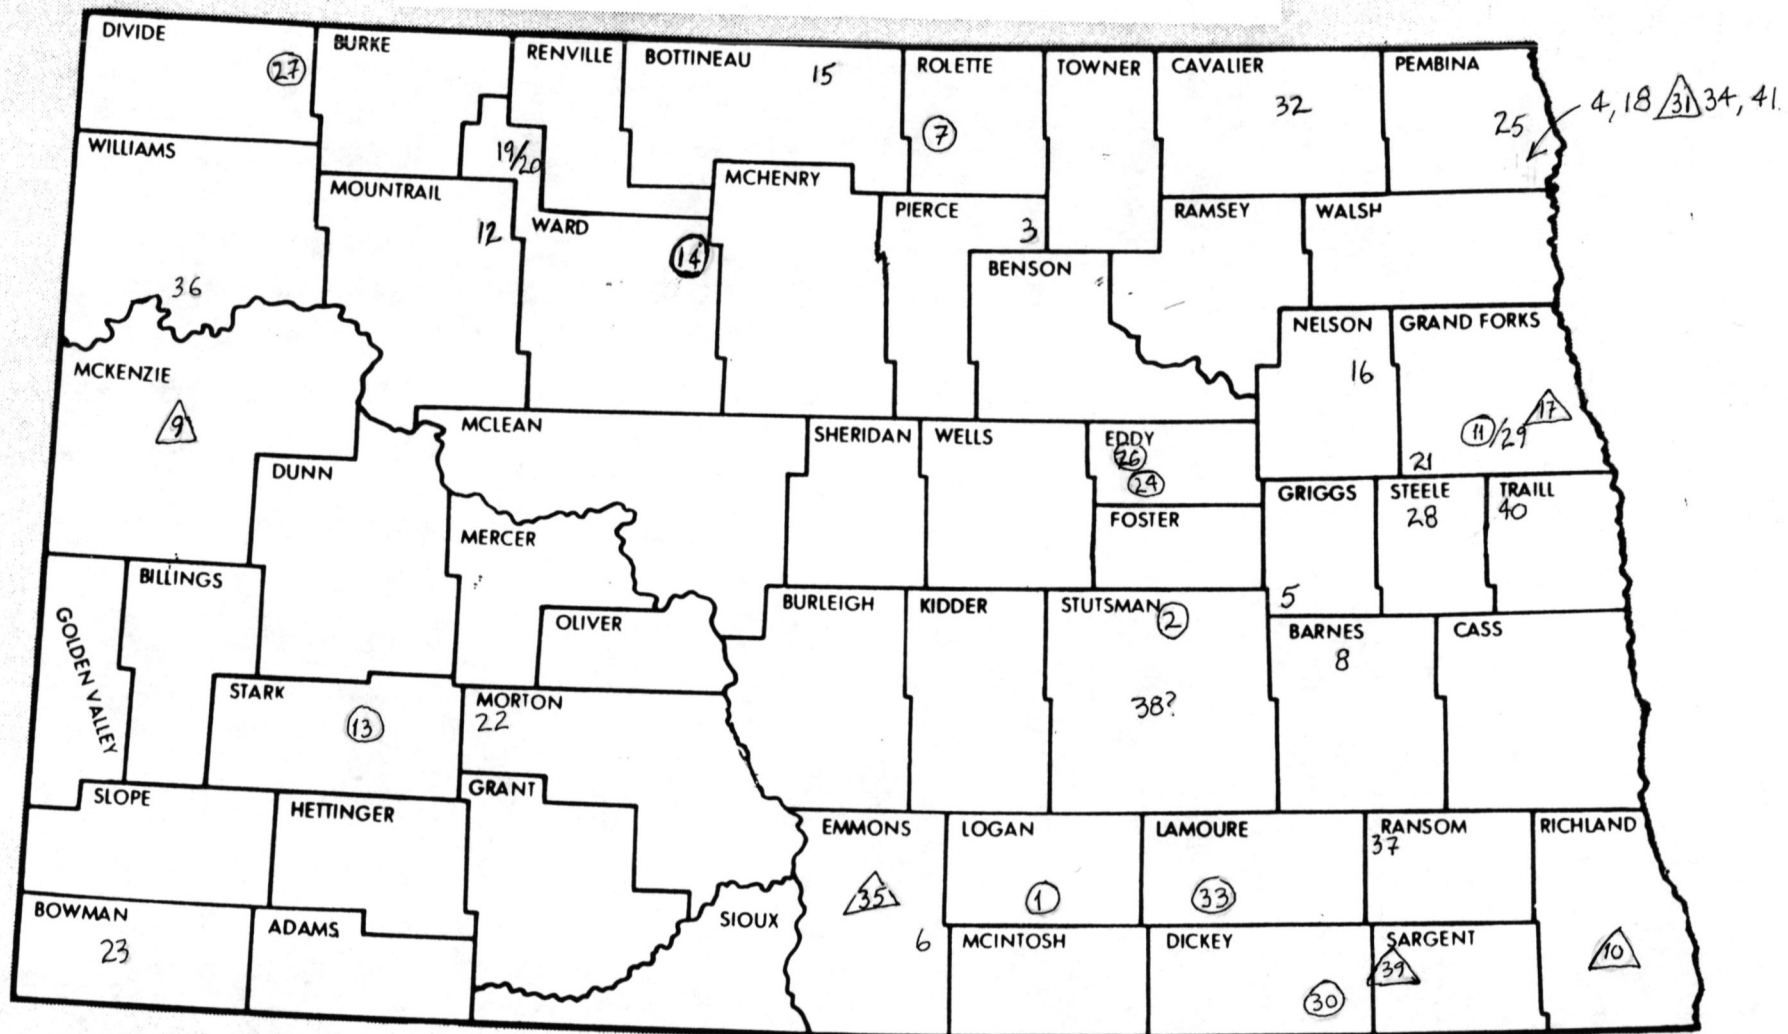 DIVIDE
27
BURKE
RENVILLE
BOTTINEAU
15
ROLETTE
7
TOWNER
CAVALIER
32
PEMBINA
25
4, 18 31 34, 41.
WILLIAMS
36
19/20
MOUNTRAIL
12
WARD
14
MCHENRY
PIERCE
3
BENSON
RAMSEY
WALSH
NELSON
16
GRAND FORKS
17
11/29
21
MCKENZIE
9
DUNN
MCLEAN
SHERIDAN
WELLS
EDDY
26
24
FOSTER
GRIGGS
5
STEELE
28
TRAILL
40
MERCER
BILLINGS
GOLDEN VALLEY
OLIVER
BURLEIGH
KIDDER
STUTSMAN 2
38?
BARNES
8
CASS
STARK
13
MORTON
22
GRANT
SLOPE
HETTINGER
EMMONS
35
6
LOGAN
1
LAMOURE
33
RANSOM
37
RICHLAND
10
BOWMAN
23
ADAMS
SIOUX
MCINTOSH
DICKEY
30
SARGENT
39